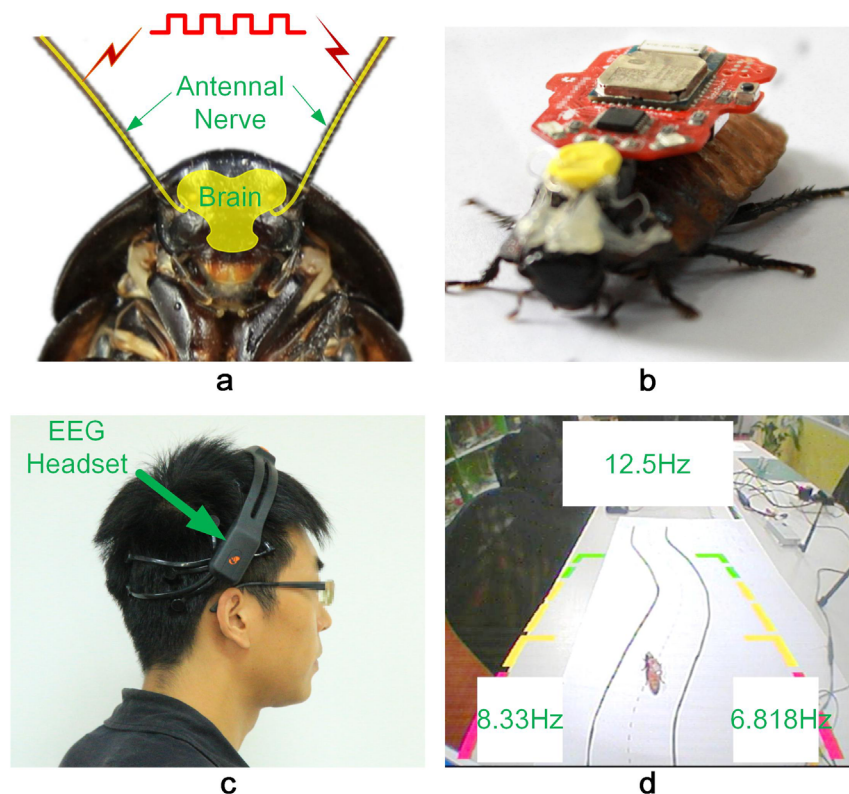 Antennal
Nerve
Brain
a
b
EEG
Headset
c
12.5Hz
8.33Hz
6.818Hz
d